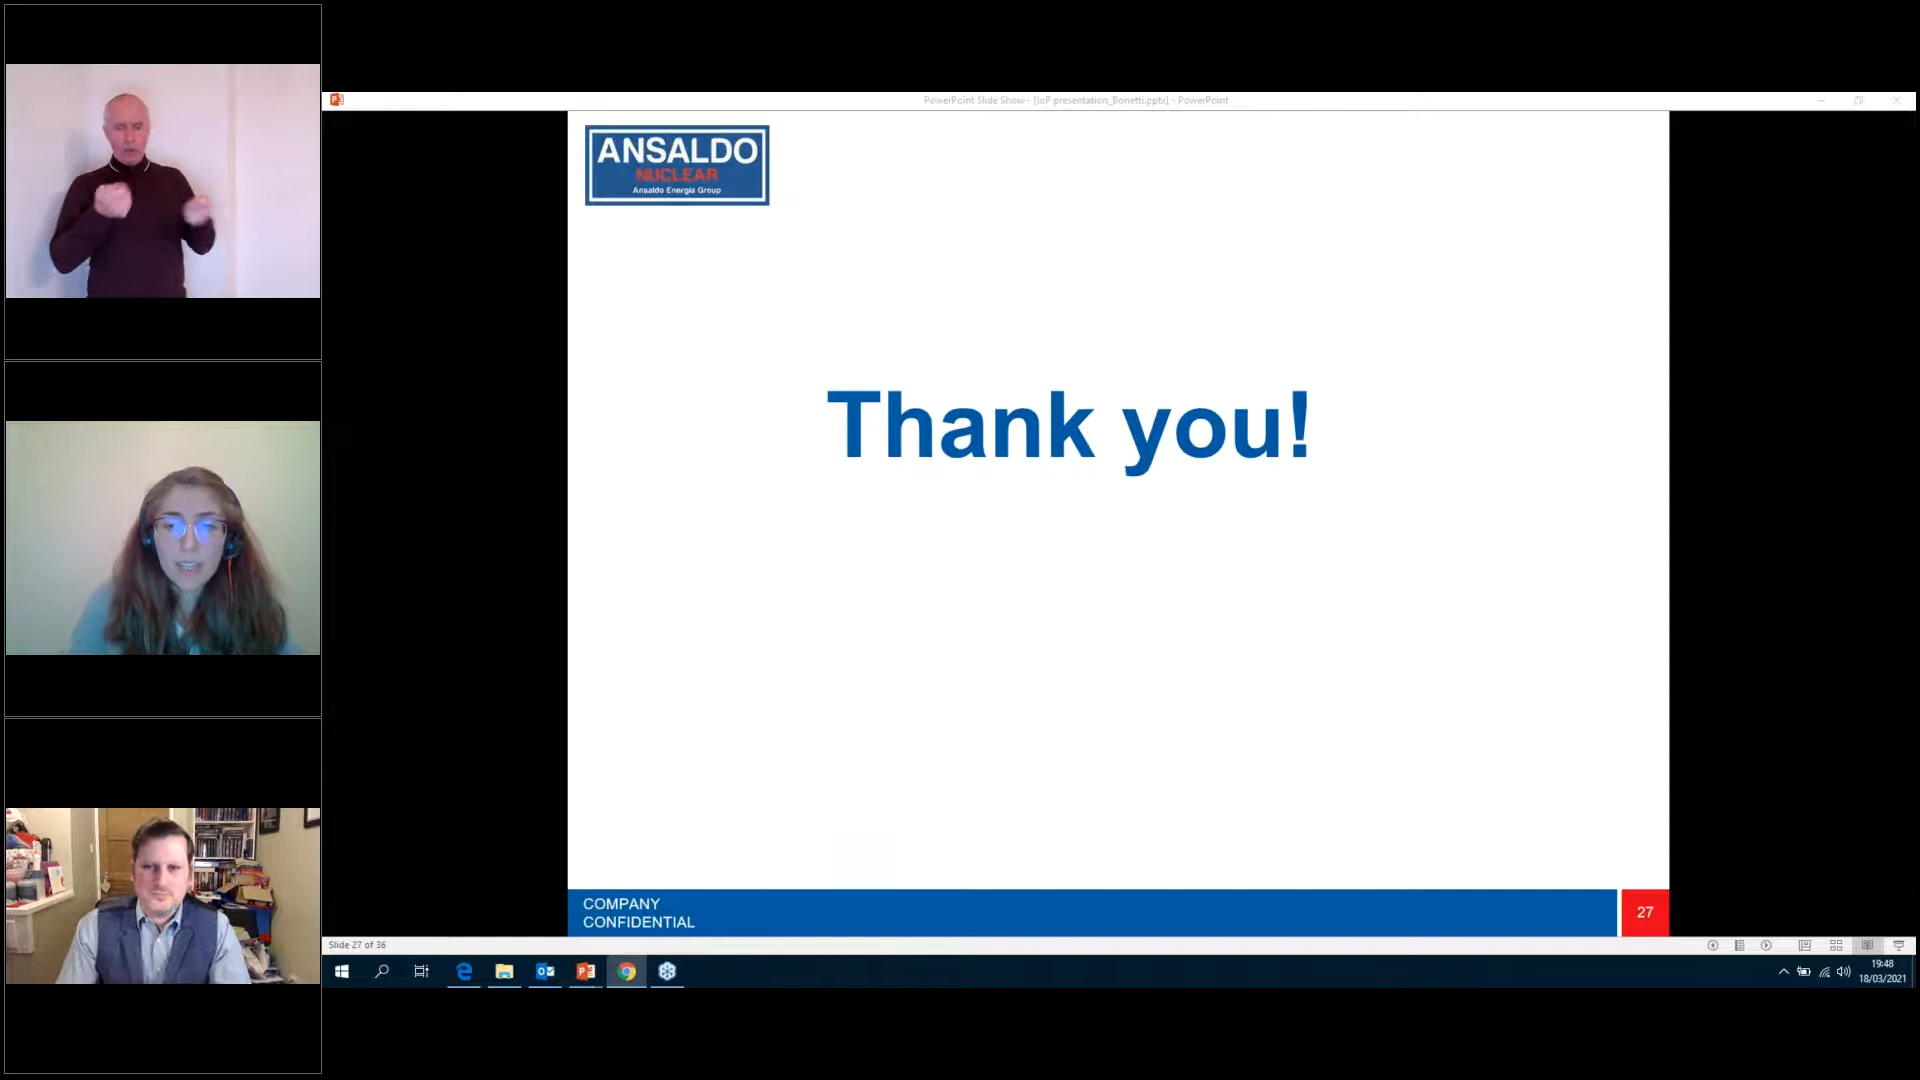 PowerPoint Slide Show - [IoP presentation_Bonetti.pptx] - PowerPoint
ANSALDO
NUCLEAR
Ansaldo Energia Group
Thank you!
COMPANY
CONFIDENTIAL
27
Slide 27 of 36
19:48
18/03/2021